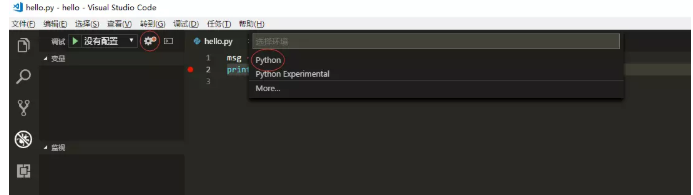 hello.py - hello - Visual Studio Code
文件(F) 编辑(E) 选择(S) 查看(V) 转到(G) 调试(D) 任务(T) 帮助(H)
调试 没有配置
hello.py
选择环境
变量
1 msg
Python
2 print
Python Experimental
3
More...
监视